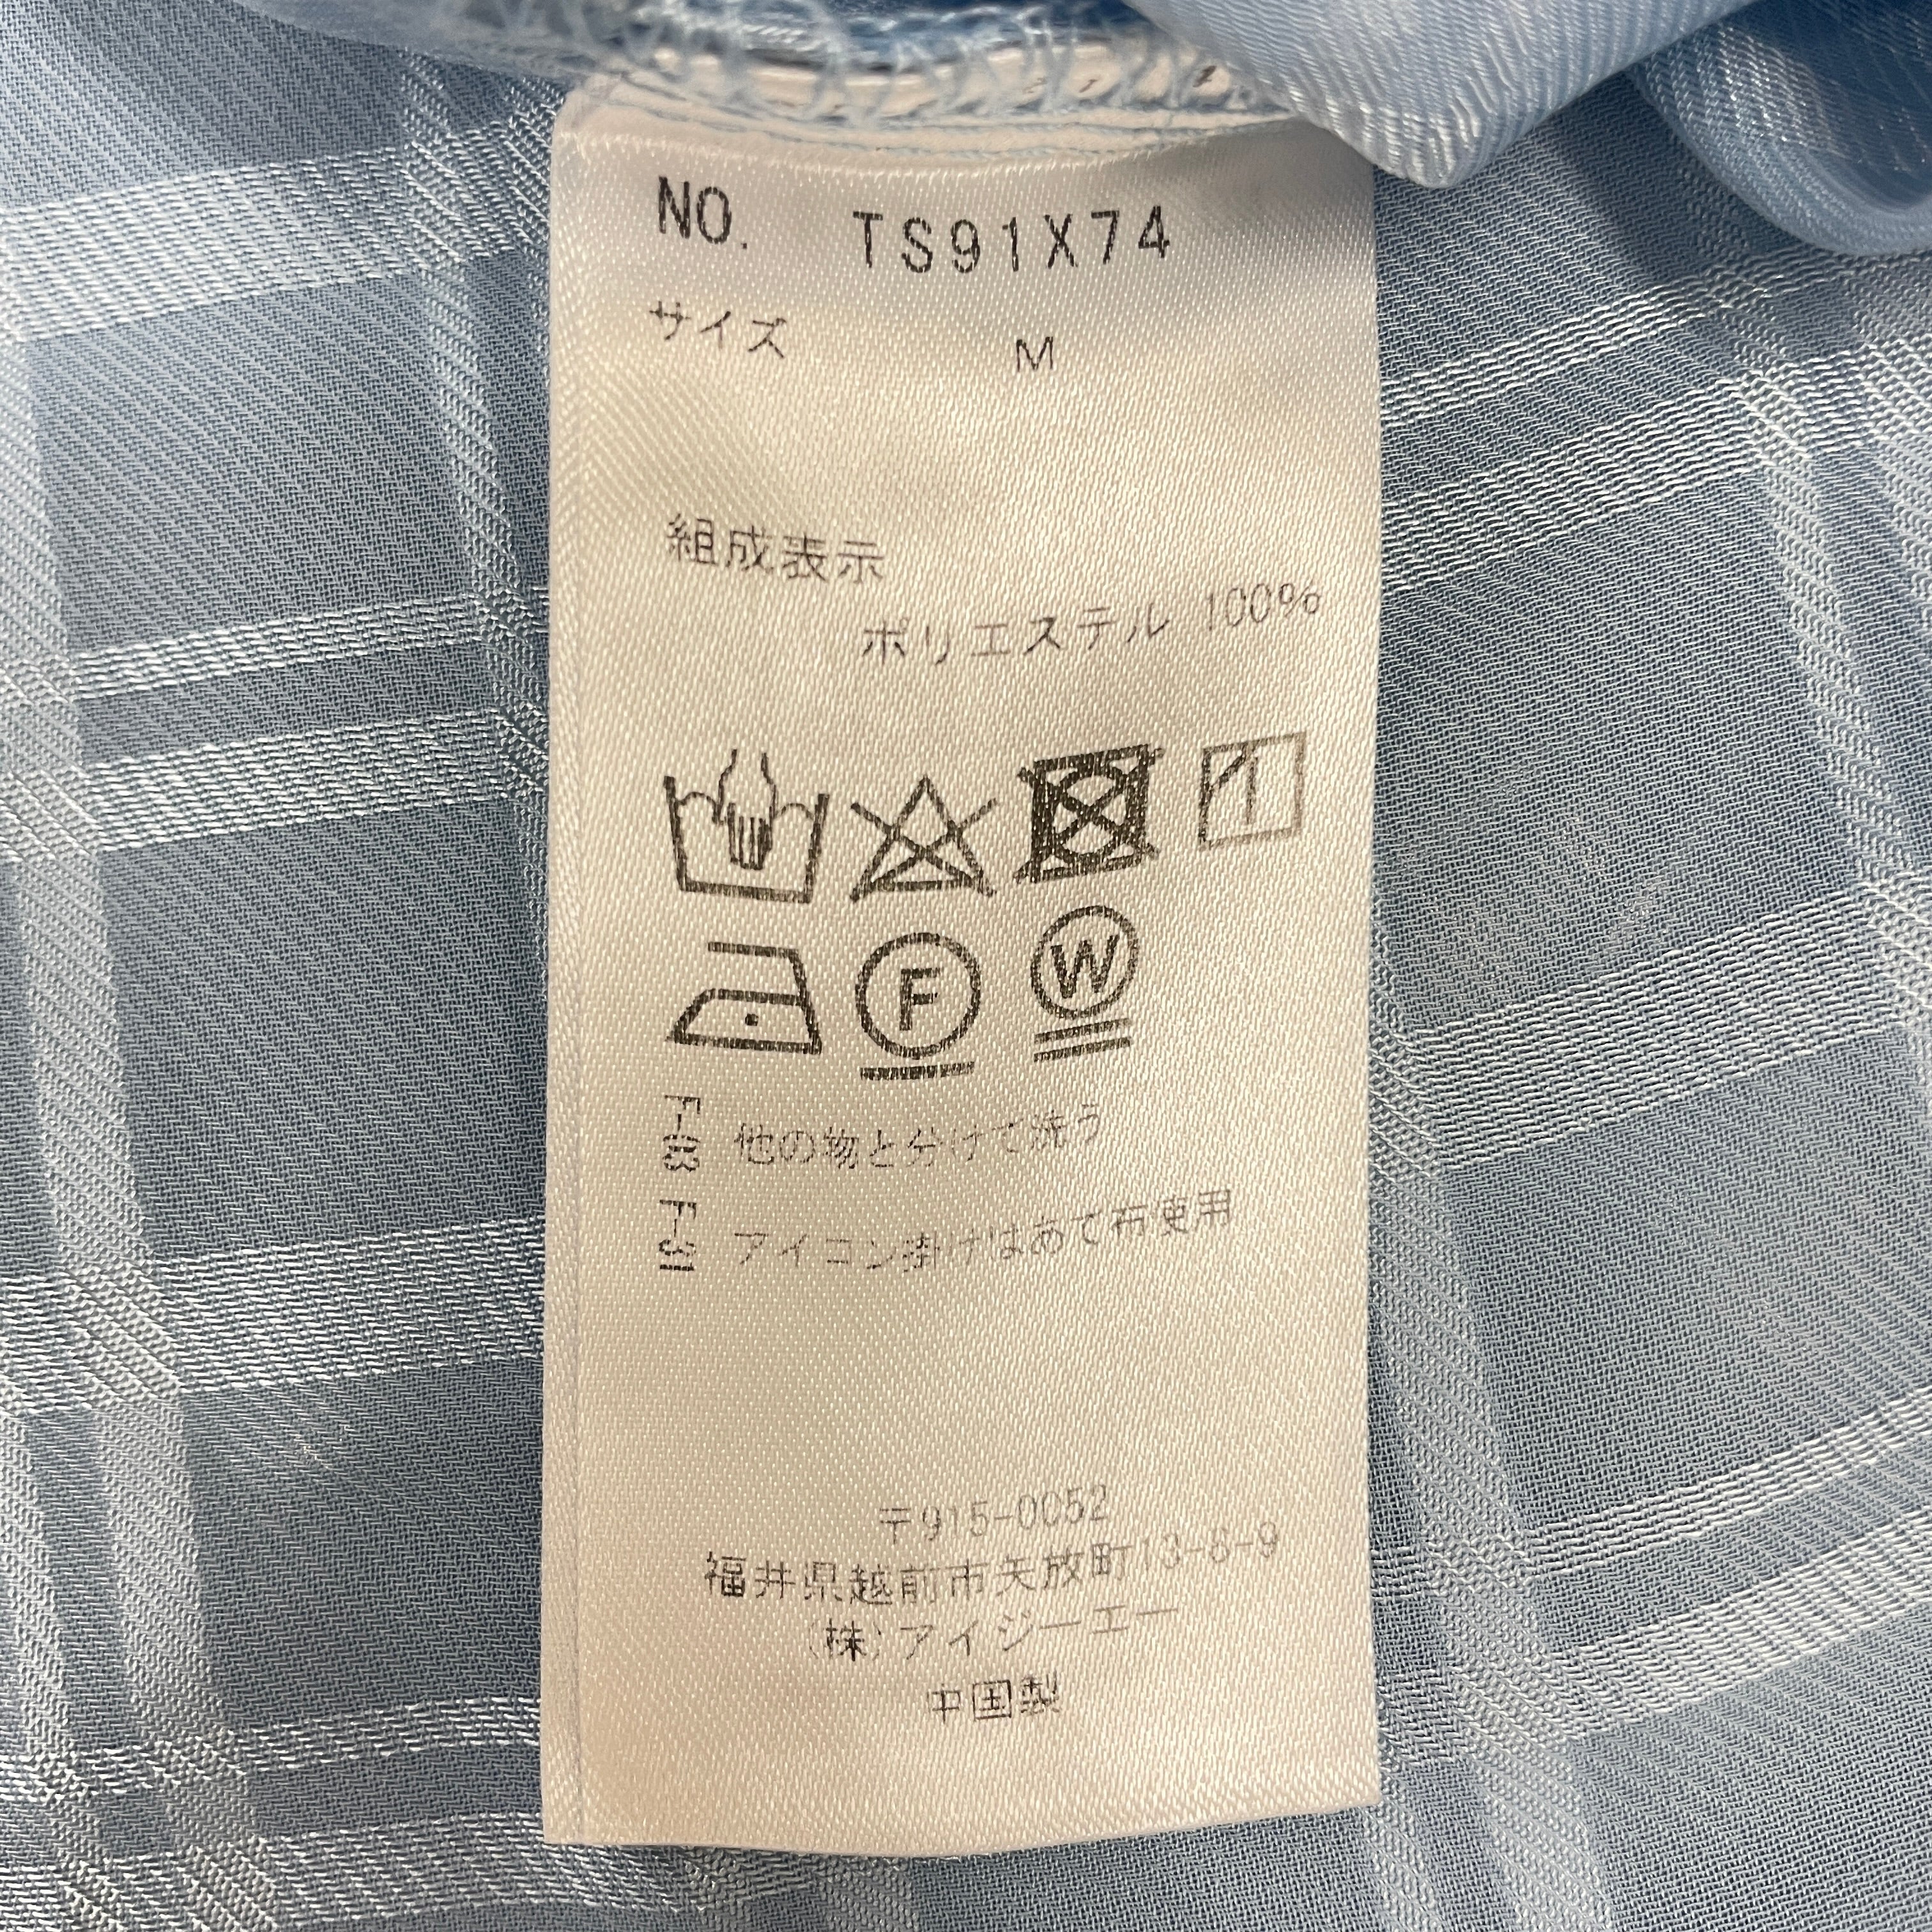 NO. TS91X74
サイズ M
組成表示
ポリエステル 100%
F
W
F-03 他の物と分けて洗う
F-31 アイロン掛けはあて布使用
〒915-0052
福井県越前市矢放町13-6-9
(株)アイジーエー
中国製